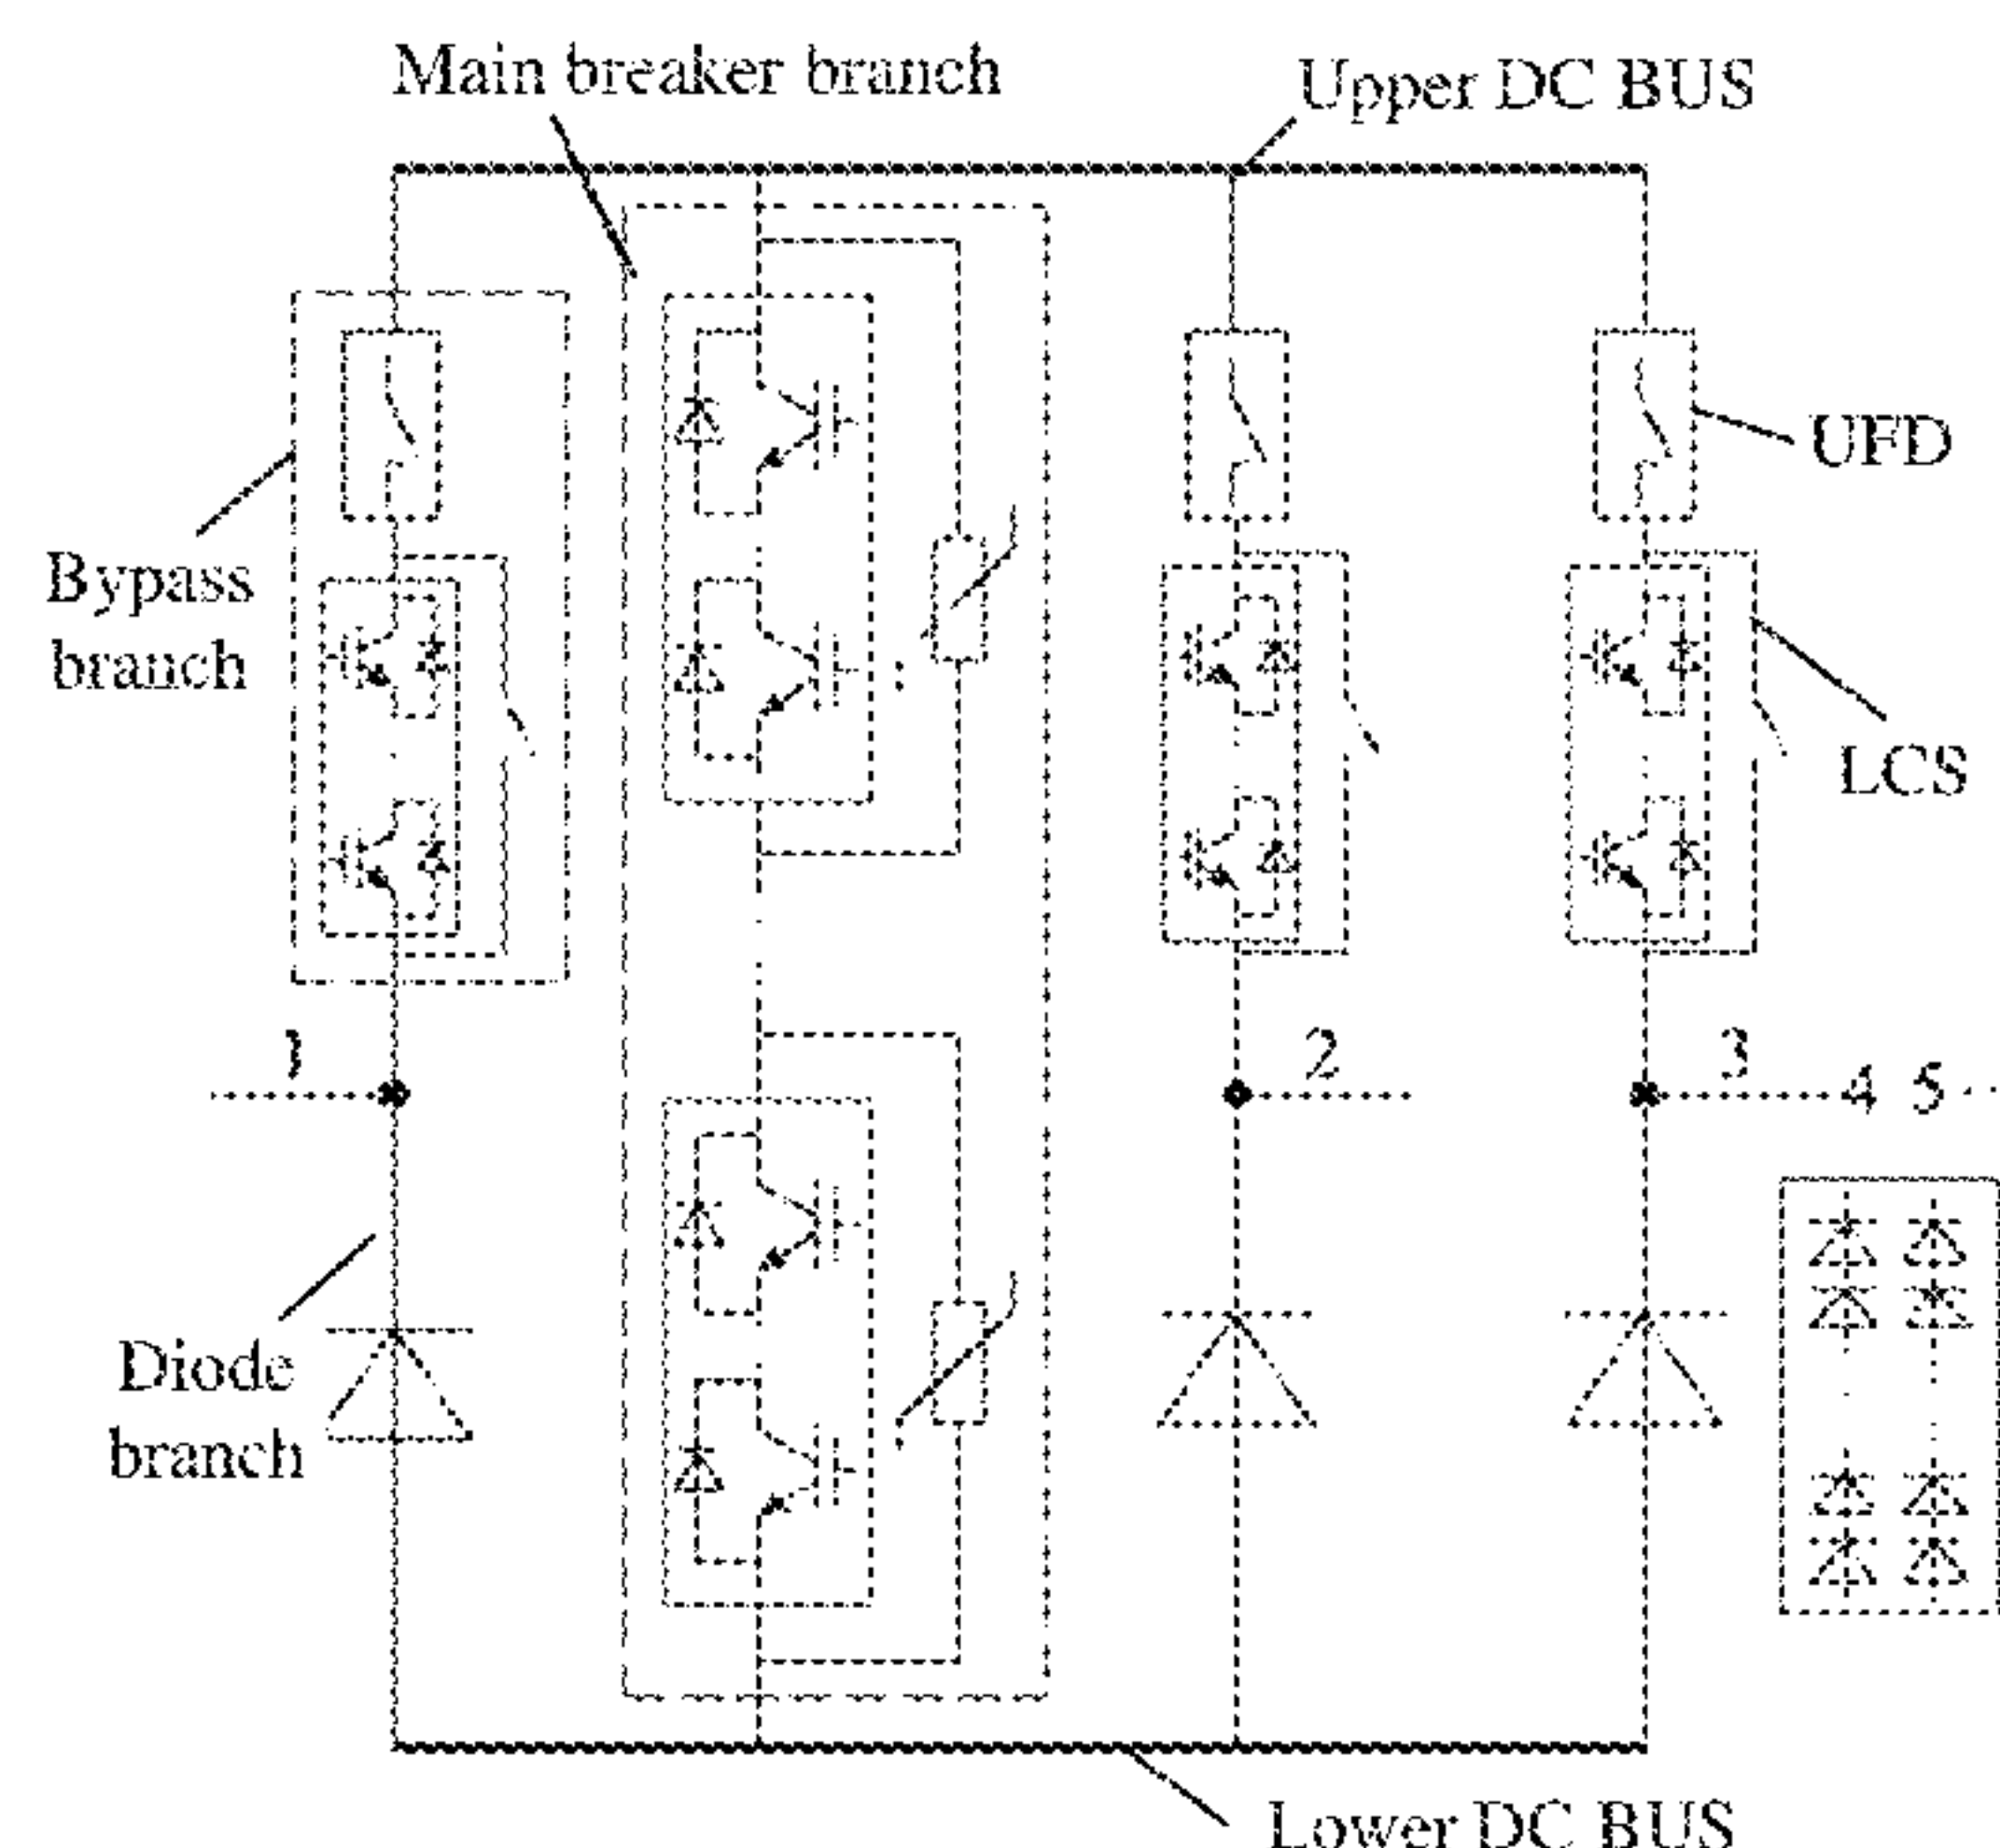 Main breaker branch
Upper DC BUS
UFD
Bypass
branch
LCS
1
2
3
4 5
Diode
branch
Lower DC BUS